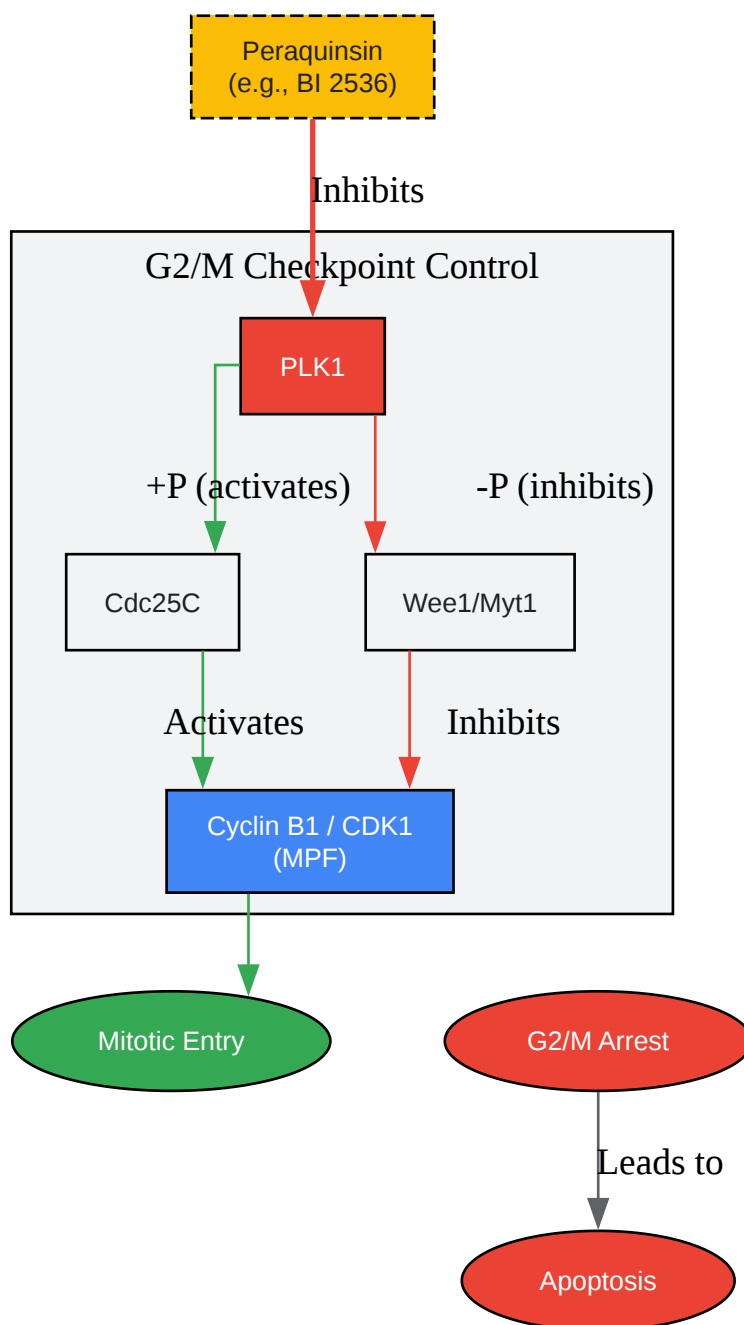 Peraquinsin
(e.g., BI 2536)
Inhibits
G2/M Checkpoint Control
PLK1
+P (activates)
-P (inhibits)
Cdc25C
Wee1/Myt1
Activates
Inhibits
Cyclin B1 / CDK1
(MPF)
Mitotic Entry
G2/M Arrest
Leads to
Apoptosis